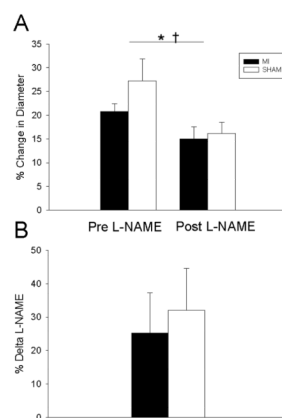 A
* †
MI
SHAM
35
30
25
20
15
10
5
0
% Change in Diameter
Pre L-NAME Post L-NAME
B
50
40
30
20
10
0
% Delta L-NAME